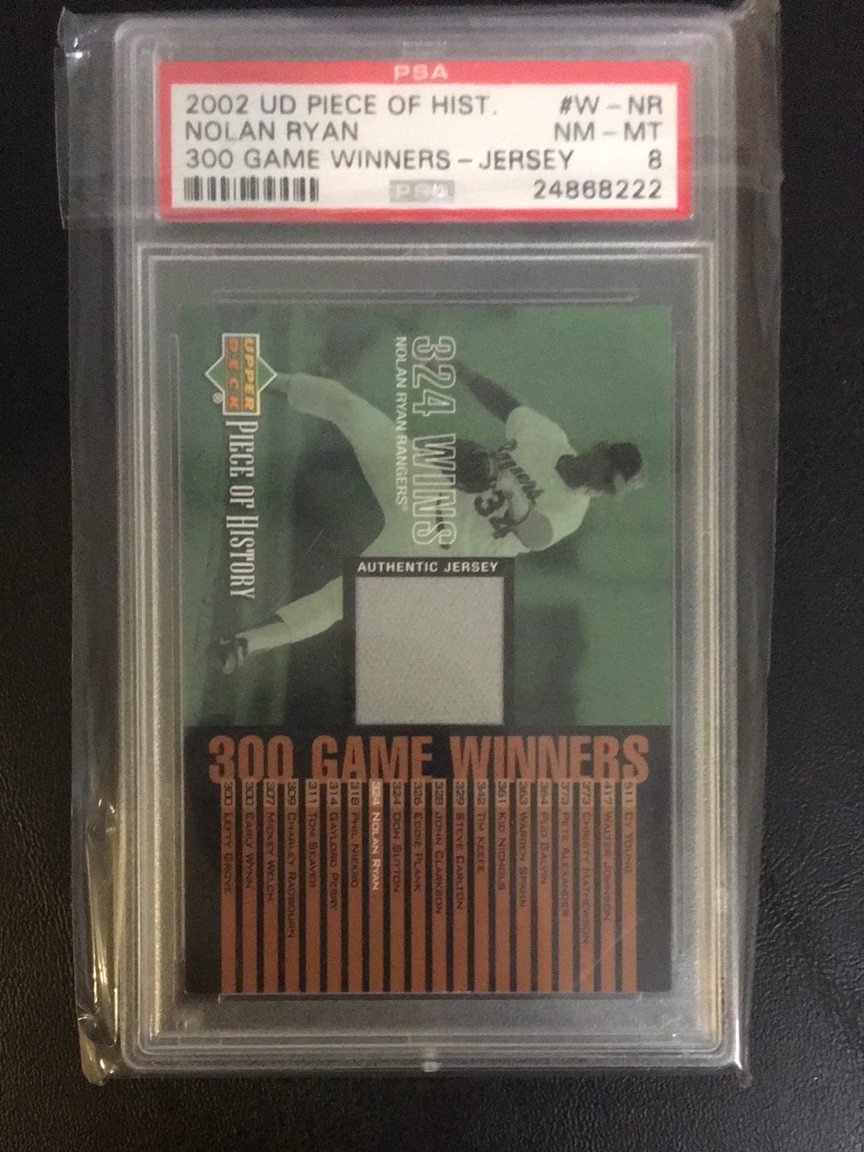 PSA
2002 UD PIECE OF HIST. #W-NR
NOLAN RYAN NM-MT
300 GAME WINNERS-JERSEY 8
PSA 24868222
324 WINS
NOLAN RYAN RANGERS
Rangers
34
UPPER
DECK
®
PIECE OF HISTORY
AUTHENTIC JERSEY
300 GAME WINNERS
511 CY YOUNG
417 WALTER JOHNSON
373 CHRISTY MATHEWSON
373 PETE ALEXANDER
364 PUD GALVIN
363 WARREN SPAHN
361 KID NICHOLS
342 TIM KEEFE
329 STEVE CARLTON
328 JOHN CLARKSON
326 EDDIE PLANK
324 DON SUTTON
324 NOLAN RYAN
318 PHIL NIEKRO
314 GAYLORD PERRY
311 TOM SEAVER
309 CHARLEY RADBOURN
307 MICKEY WELCH
300 EARLY WYNN
300 LEFTY GROVE